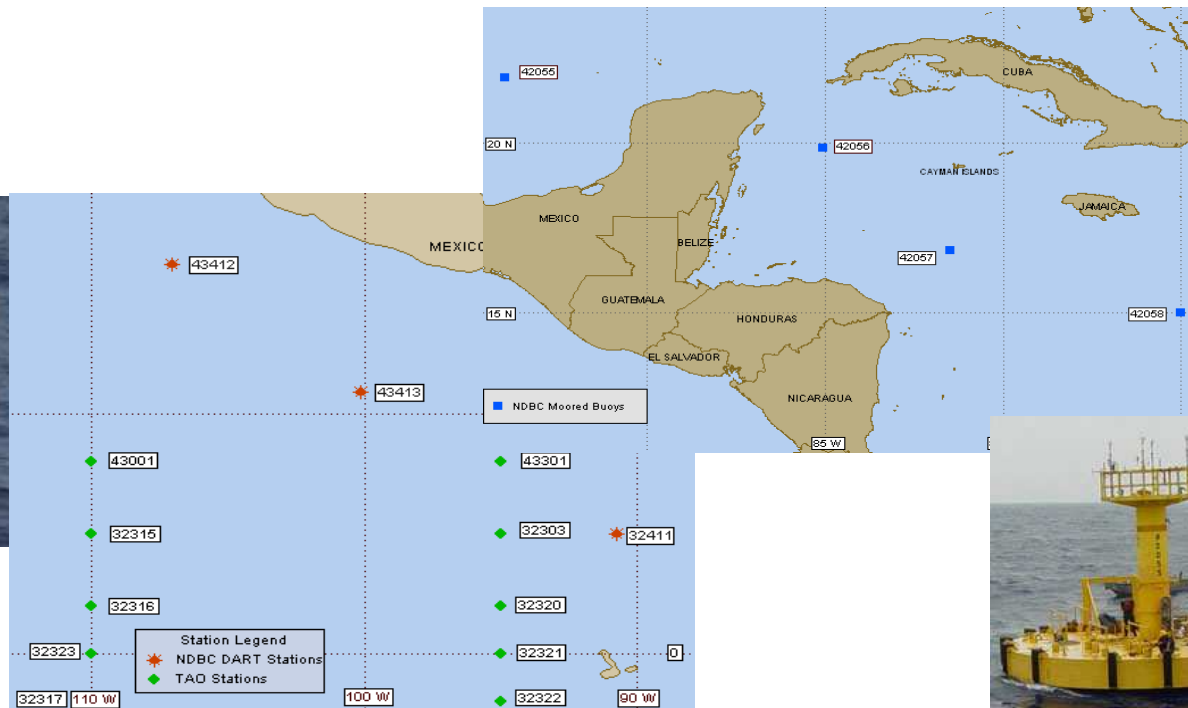 42055
CUBA
20 N
42056
CAYMAN ISLANDS
MEXICO
JAMAICA
BELIZE
42057
GUATEMALA
15 N
HONDURAS
42058
EL SALVADOR
NICARAGUA
NDBC Moored Buoys
85 W
MEXICO
43412
43413
43001
43301
32315
32303
32411
32316
32320
Station Legend
NDBC DART Stations
TAO Stations
32323
32321
0
32317
110 W
100 W
32322
90 W